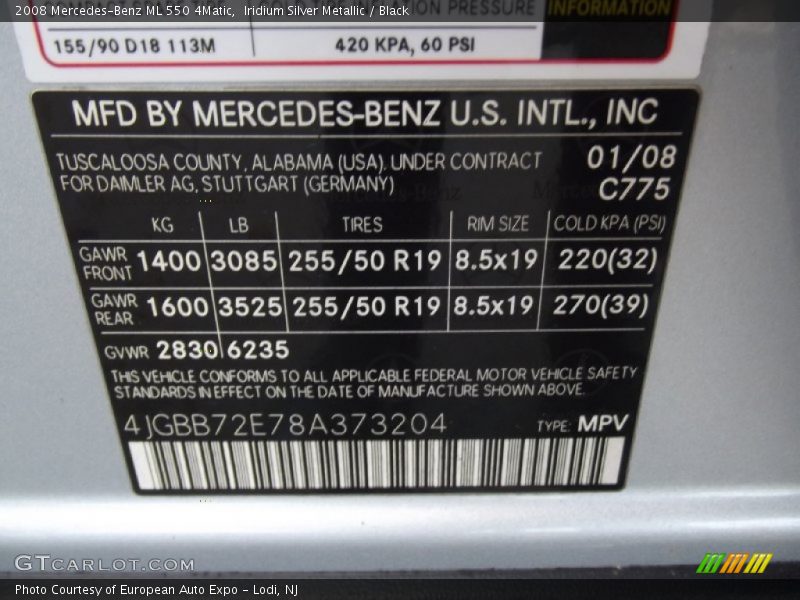 2008 Mercedes-Benz ML 550 4Matic,  Iridium Silver Metallic / Black
PRESSURE INFORMATION
155/90 D18 113M 420 KPA, 60 PSI
MFD BY MERCEDES-BENZ U.S. INTL., INC
TUSCALOOSA COUNTY, ALABAMA (USA), UNDER CONTRACT 01/08
FOR DAIMLER AG, STUTTGART (GERMANY) C775
KG LB TIRES RIM SIZE COLD KPA (PSI)
GAWR FRONT 1400 3085 255/50 R19 8.5x19 220(32)
GAWR REAR 1600 3525 255/50 R19 8.5x19 270(39)
GVWR 2830 6235
THIS VEHICLE CONFORMS TO ALL APPLICABLE FEDERAL MOTOR VEHICLE SAFETY
STANDARDS IN EFFECT ON THE DATE OF MANUFACTURE SHOWN ABOVE.
4JGBB72E78A373204 TYPE: MPV
GTCARLOT.COM
Photo Courtesy of European Auto Expo - Lodi, NJ